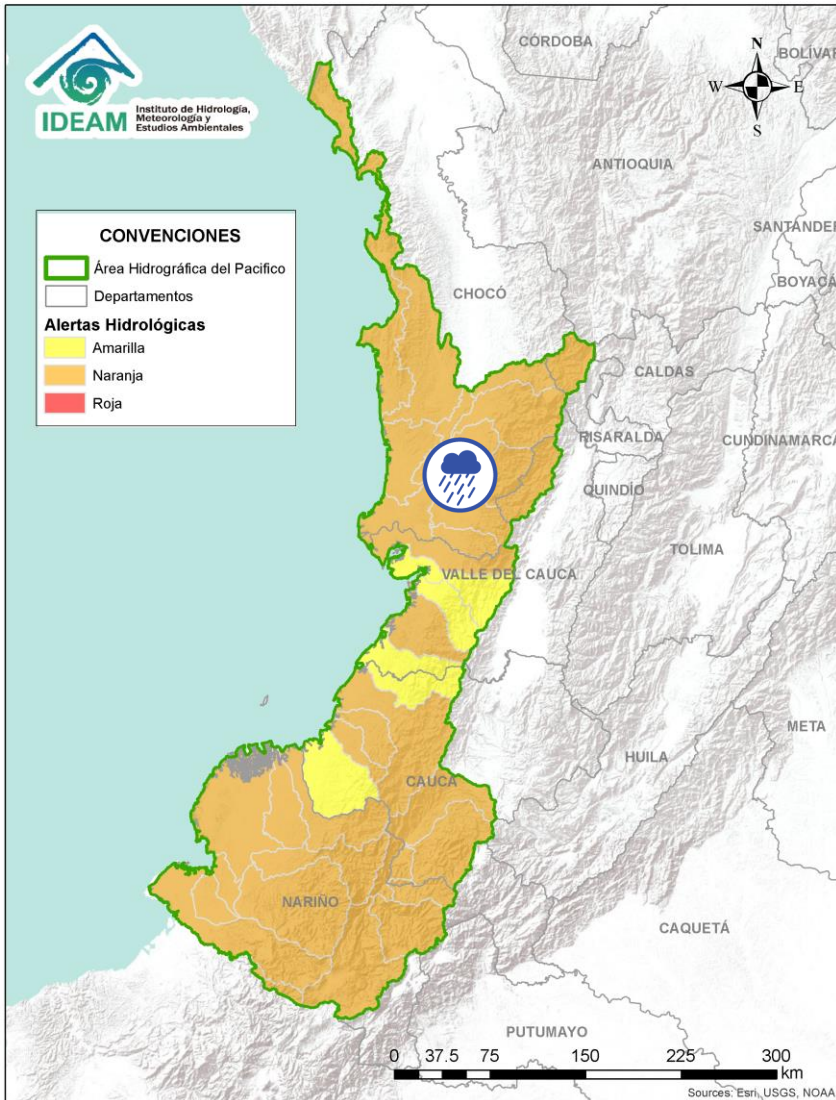 IDEAM
Instituto de Hidrología,
Meteorología y
Estudios Ambientales
CÓRDOBA
BOLÍVAR
N
W
E
S
ANTIOQUIA
SANTANDER
BOYACÁ
CONVENCIONES
Área Hidrográfica del Pacifico
Departamentos
Alertas Hidrológicas
Amarilla
Naranja
Roja
CHOCÓ
CALDAS
RISARALDA
CUNDINAMARCA
QUINDÍO
TOLIMA
VALLE DEL CAUCA
META
HUILA
CAUCA
NARIÑO
CAQUETÁ
PUTUMAYO
0 37.5 75 150 225 300
km
Sources: Esri, USGS, NOAA